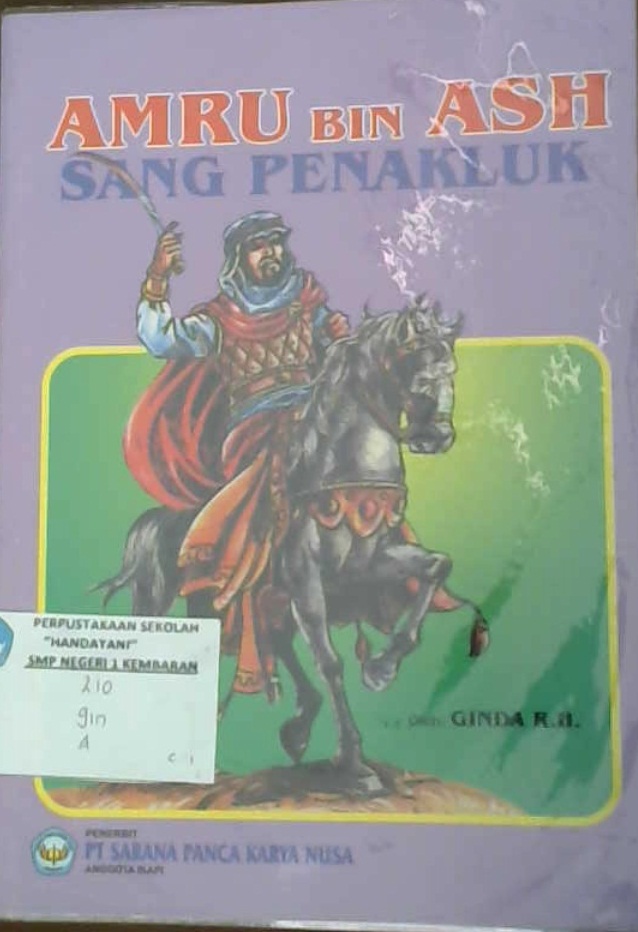 AMRU BIN ASH
SANG PENAKLUK
PERPUSTAKAAN SEKOLAH
"HANDAYANI"
SMP NEGERI 1 KEMBARAN
210
gin
A
C 1
GINDA R.B.
PENERBIT
PT SARANA PANCA KARYA NUSA
ANGGOTA IKAPI